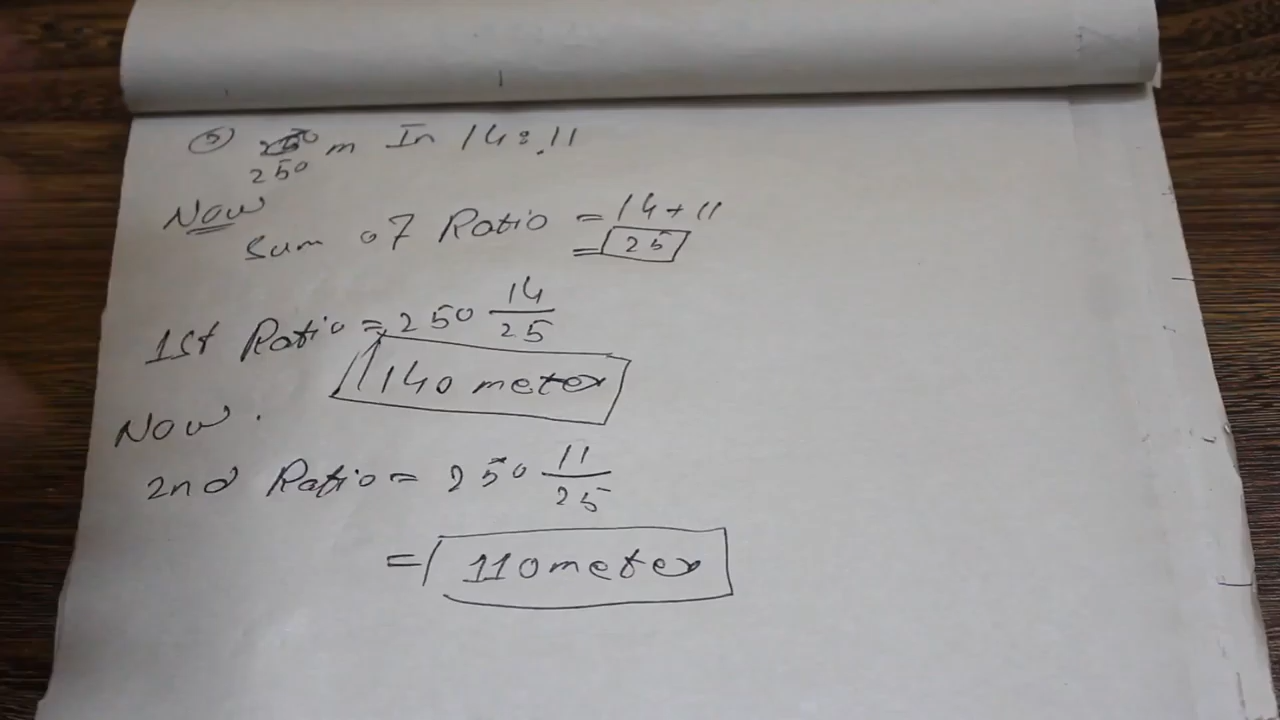 5) m In 14:11
250
Now
Sum of Ratio = 14+11
= 25
1st Ratio = 250 14/25
140 meter
Now.
2nd Ratio = 250 11/25
= 110 meter